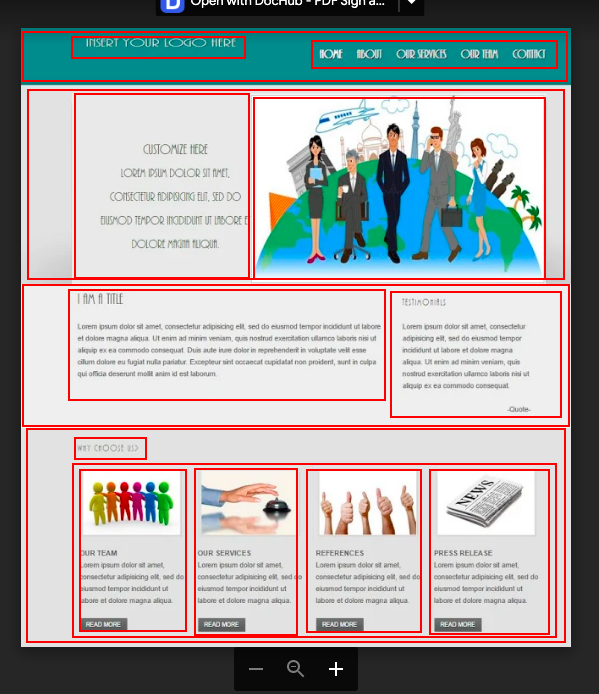 Open with DocHub - PDF Sign a...
INSERT YOUR LOGO HERE
HOME ABOUT OUR SERVICES OUR TEAM CONTACT
CUSTOMIZE HERE
LOREM IPSUM DOLOR SIT AMET,
CONSECTETUR ADIPISICING ELIT, SED DO
EIUSMOD TEMPOR INCIDIDUNT UT LABORE E
DOLORE MAGNA ALIQUA.
I AM A TITLE
Lorem ipsum dolor sit amet, consectetur adipisicing elit, sed do eiusmod tempor incididunt ut labore
et dolore magna aliqua. Ut enim ad minim veniam, quis nostrud exercitation ullamco laboris nisi ut
aliquip ex ea commodo consequat. Duis aute irure dolor in reprehenderit in voluptate velit esse
cillum dolore eu fugiat nulla pariatur. Excepteur sint occaecat cupidatat non proident, sunt in culpa
qui officia deserunt mollit anim id est laborum.
TESTIMONIALS
Lorem ipsum dolor sit amet, consectetur
adipisicing elit, sed do eiusmod tempor
incididunt ut labore et dolore magna
aliqua. Ut enim ad minim veniam, quis
nostrud exercitation ullamco laboris nisi ut
aliquip ex ea commodo consequat.
-Quote-
WHY CHOOSE US?
OUR TEAM
Lorem ipsum dolor sit amet,
consectetur adipisicing elit, sed do
eiusmod tempor incididunt ut
labore et dolore magna aliqua.
READ MORE
OUR SERVICES
Lorem ipsum dolor sit amet,
consectetur adipisicing elit, sed do
eiusmod tempor incididunt ut
labore et dolore magna aliqua.
READ MORE
REFERENCES
Lorem ipsum dolor sit amet,
consectetur adipisicing elit, sed do
eiusmod tempor incididunt ut
labore et dolore magna aliqua.
READ MORE
NEWS
PRESS RELEASE
Lorem ipsum dolor sit amet,
consectetur adipisicing elit, sed do
eiusmod tempor incididunt ut
labore et dolore magna aliqua.
READ MORE